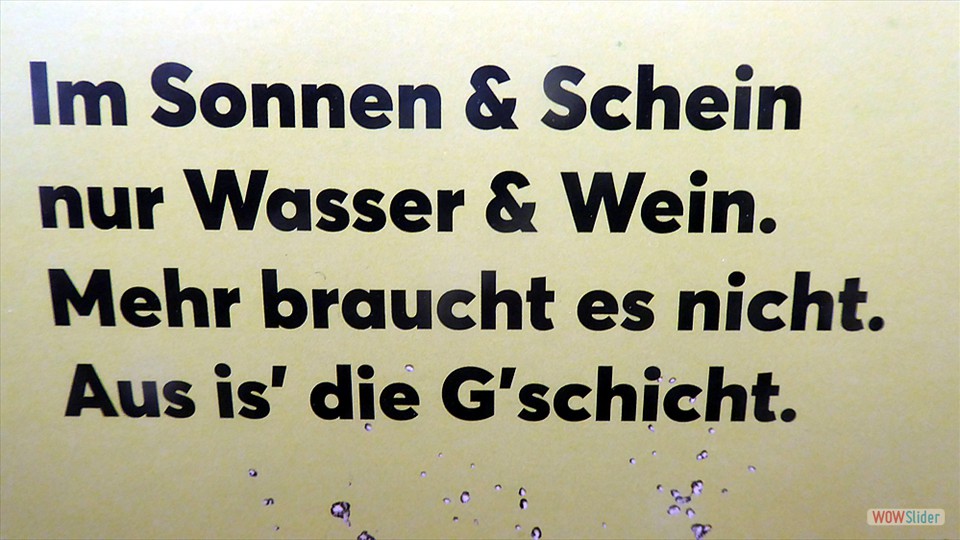 Im Sonnen & Schein
nur Wasser & Wein.
Mehr braucht es nicht.
Aus is' die G'schicht.
WOWSlider